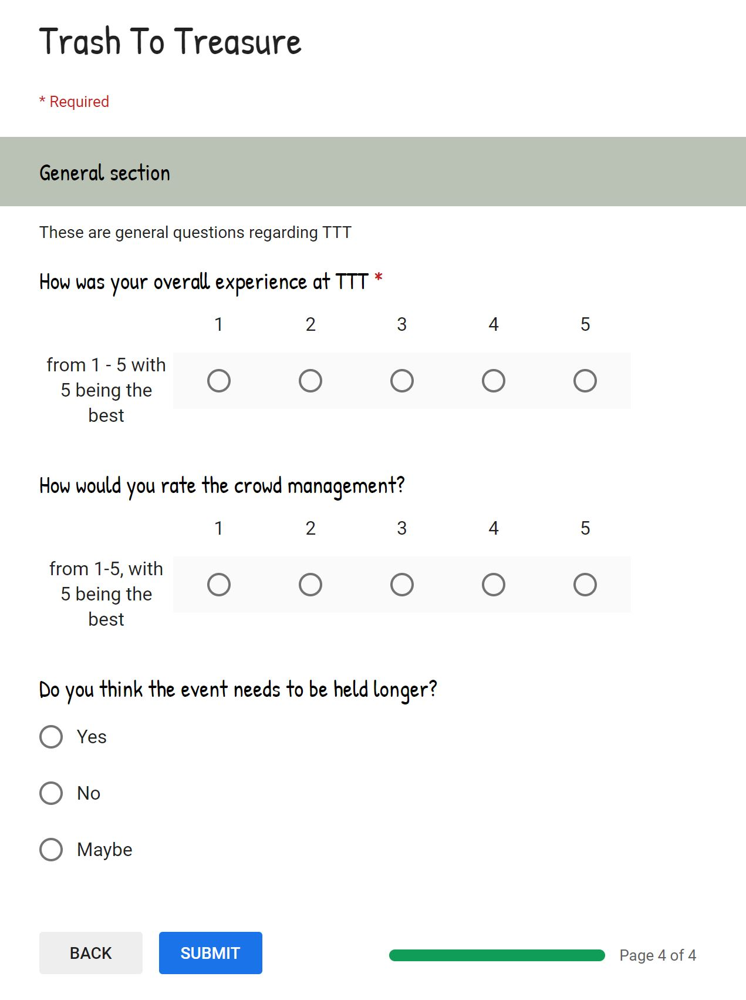 Trash To Treasure
* Required
General section
These are general questions regarding TTT
How was your overall experience at TTT *
1 2 3 4 5
from 1 - 5 with
5 being the
best
How would you rate the crowd management?
1 2 3 4 5
from 1-5, with
5 being the
best
Do you think the event needs to be held longer?
Yes
No
Maybe
BACK SUBMIT Page 4 of 4